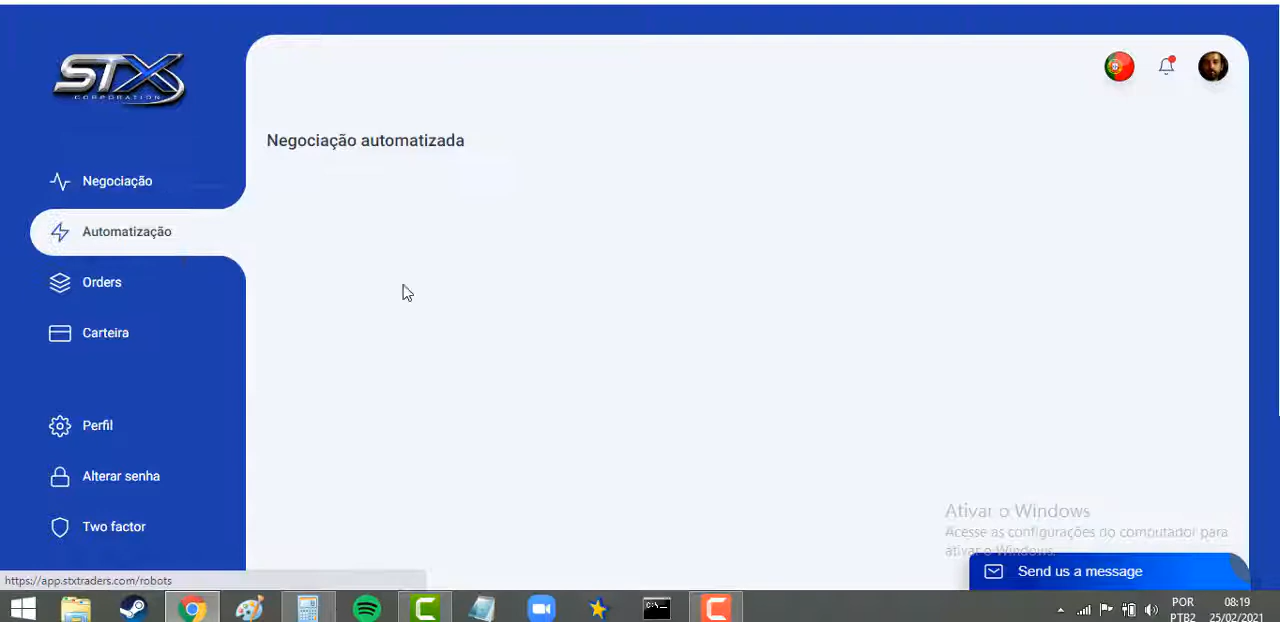 STX
CORPORATION
Negociação automatizada
Negociação
Automatização
Orders
Carteira
Perfil
Alterar senha
Two factor
Ativar o Windows
Acesse as configurações do computador para
ativar o Windows.
Send us a message
https://app.stxtraders.com/robots
C:\
POR
PTB2
08:19
25/02/2021